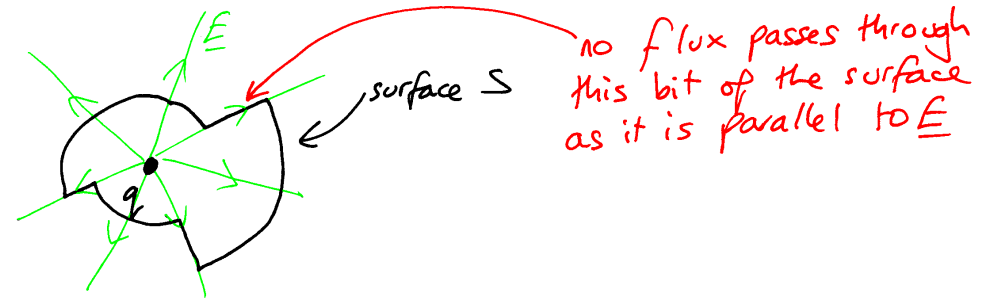 E
no flux passes through
this bit of the surface
as it is parallel to E
surface S
q